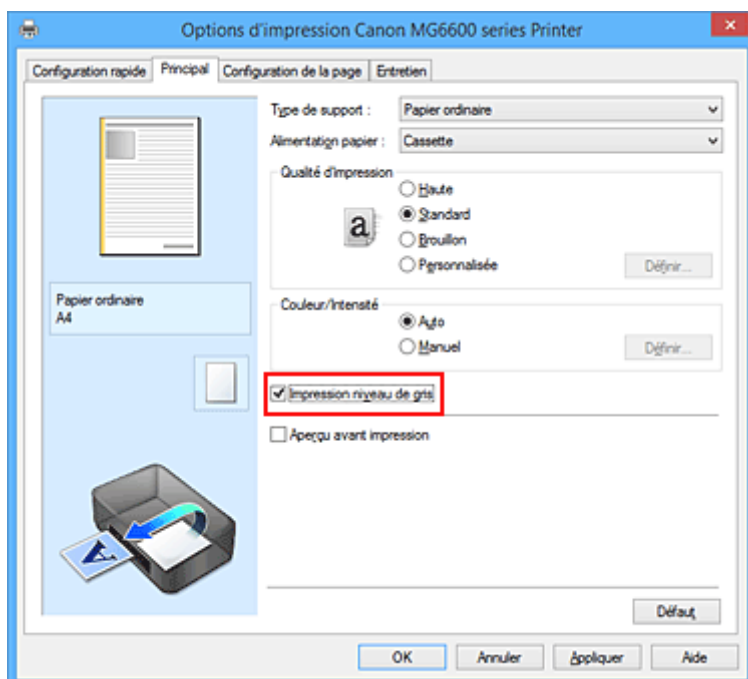 Options d'impression Canon MG6600 series Printer
Configuration rapide Principal Configuration de la page Entretien
Type de support : Papier ordinaire
Alimentation papier : Cassette
Qualité d'impression
Haute
a Standard
Brouillon
Personnalisée Définir...
Papier ordinaire
A4
Couleur/Intensité
Auto
Manuel Définir...
Impression niveau de gris
Aperçu avant impression
A
Défaut
OK Annuler Appliquer Aide